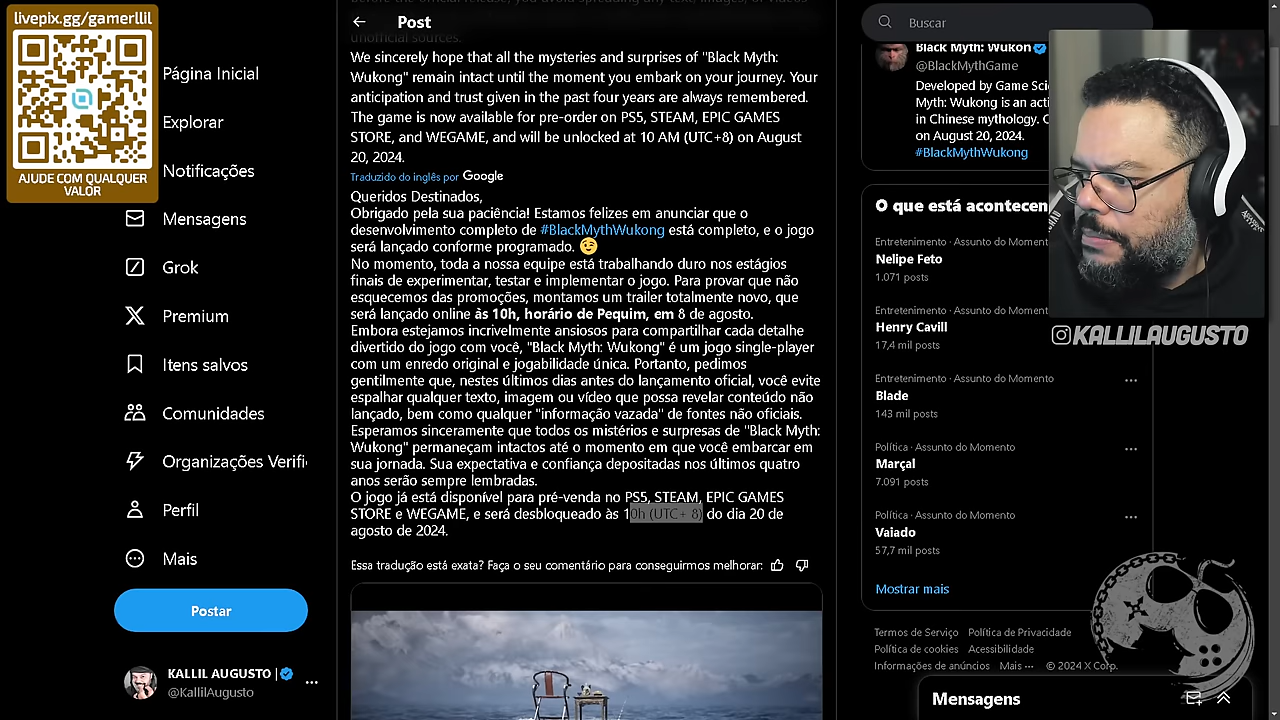 livepix.gg/gamerllil
AJUDE COM QUALQUER
VALOR
Página Inicial
Explorar
Notificações
Mensagens
Grok
Premium
Itens salvos
Comunidades
Organizações Verifi
Perfil
Mais
Postar
KALLIL AUGUSTO |
@KallilAugusto
Post
unofficial sources.
We sincerely hope that all the mysteries and surprises of "Black Myth:
Wukong" remain intact until the moment you embark on your journey. Your
anticipation and trust given in the past four years are always remembered.
The game is now available for pre-order on PS5, STEAM, EPIC GAMES
STORE, and WEGAME, and will be unlocked at 10 AM (UTC+8) on August
20, 2024.
Traduzido do inglês por Google
Queridos Destinados,
Obrigado pela sua paciência! Estamos felizes em anunciar que o
desenvolvimento completo de #BlackMythWukong está completo, e o jogo
será lançado conforme programado. 😉
No momento, toda a nossa equipe está trabalhando duro nos estágios
finais de experimentar, testar e implementar o jogo. Para provar que não
esquecemos das promoções, montamos um trailer totalmente novo, que
será lançado online às 10h, horário de Pequim, em 8 de agosto.
Embora estejamos incrivelmente ansiosos para compartilhar cada detalhe
divertido do jogo com você, "Black Myth: Wukong" é um jogo single-player
com um enredo original e jogabilidade única. Portanto, pedimos
gentilmente que, nestes últimos dias antes do lançamento oficial, você evite
espalhar qualquer texto, imagem ou vídeo que possa revelar conteúdo não
lançado, bem como qualquer "informação vazada" de fontes não oficiais.
Esperamos sinceramente que todos os mistérios e surpresas de "Black Myth:
Wukong" permaneçam intactos até o momento em que você embarcar em
sua jornada. Sua expectativa e confiança depositadas nos últimos quatro
anos serão sempre lembradas.
O jogo já está disponível para pré-venda no PS5, STEAM, EPIC GAMES
STORE e WEGAME, e será desbloqueado às 10h (UTC+ 8) do dia 20 de
agosto de 2024.
Essa tradução está exata? Faça o seu comentário para conseguirmos melhorar:
Buscar
Black Myth: Wukon
@BlackMythGame
Developed by Game Sci
Myth: Wukong is an acti
in Chinese mythology. C
on August 20, 2024.
#BlackMythWukong
O que está acontecen
Entretenimento · Assunto do Moment
Nelipe Feto
1.071 posts
Entretenimento · Assunto do Moment
Henry Cavill
17,4 mil posts
Entretenimento · Assunto do Momento
Blade
143 mil posts
Política · Assunto do Momento
Marçal
7.091 posts
Política · Assunto do Momento
Vaiado
57,7 mil posts
Mostrar mais
Termos de Serviço Política de Privacidade
Política de cookies Acessibilidade
Informações de anúncios Mais ··· © 2024 X Corp.
Mensagens
KALLILAUGUSTO